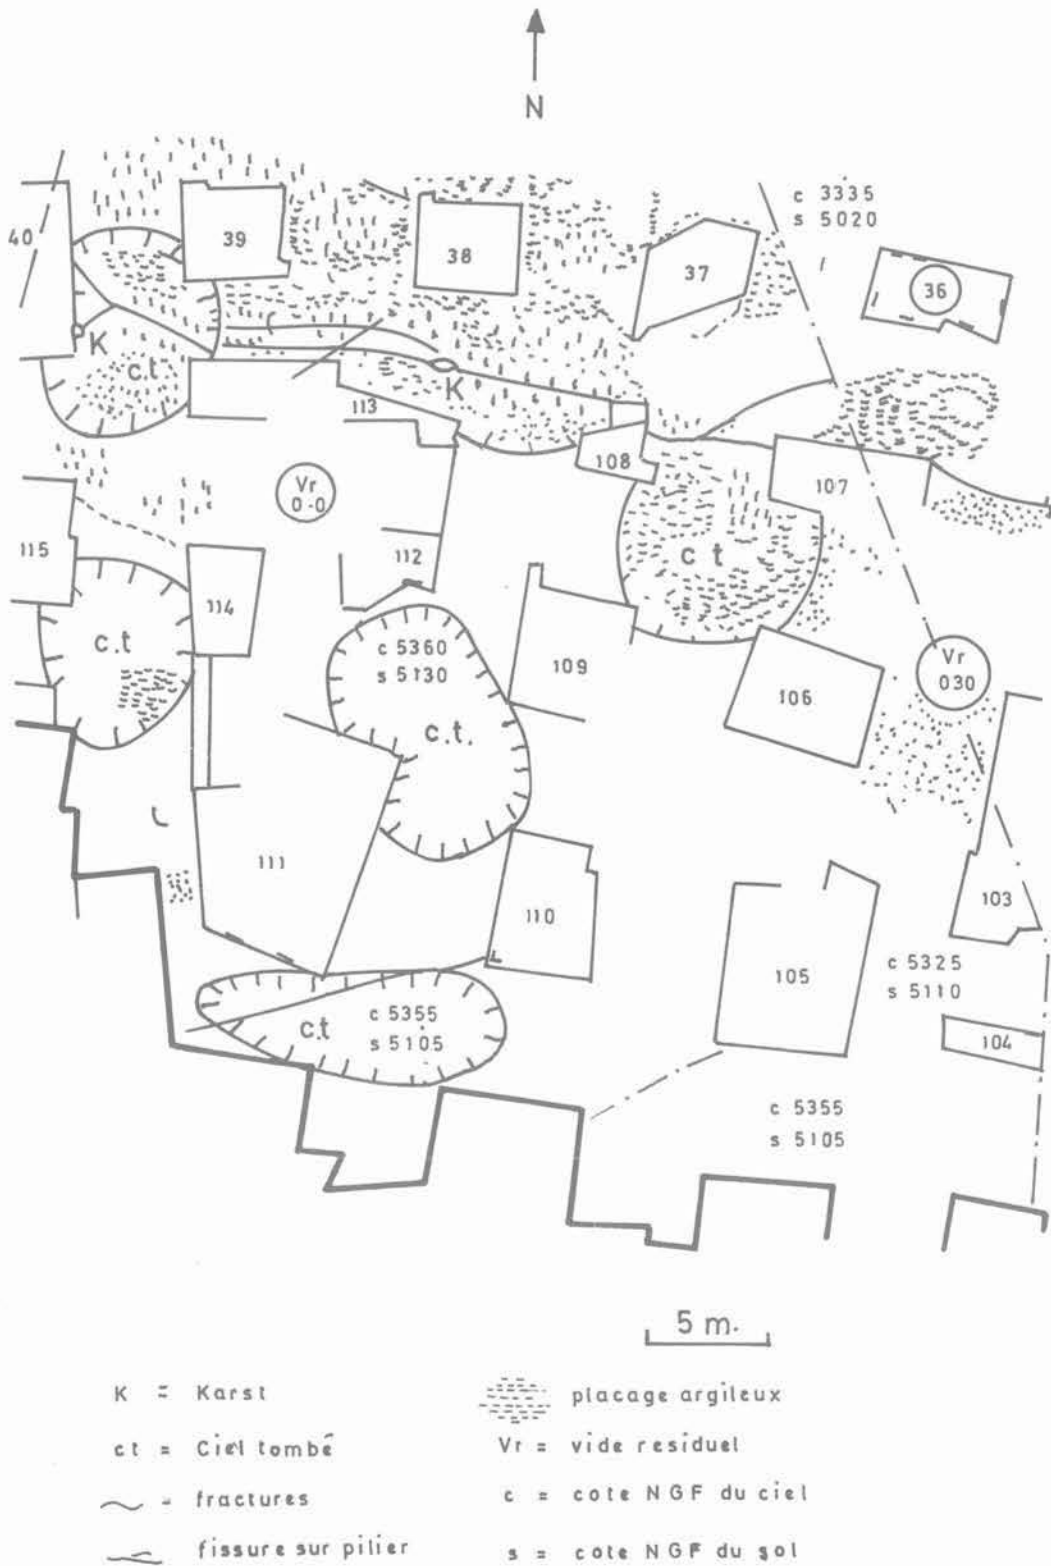 N
c 3335
s 5020
40
39
38
37
36
K
c.t
113
K
108
107
Vr
0-0
115
112
c t
114
c.t
c 5360
s 5130
109
Vr
030
106
c.t.
111
110
103
105
c 5325
s 5110
c.t
c 5355
s 5105
104
c 5355
s 5105
5 m.
K = Karst
placage argileux
ct = Ciel tombé
Vr = vide residuel
- fractures
c = cote NGF du ciel
fissure sur pilier
s = cote NGF du sol